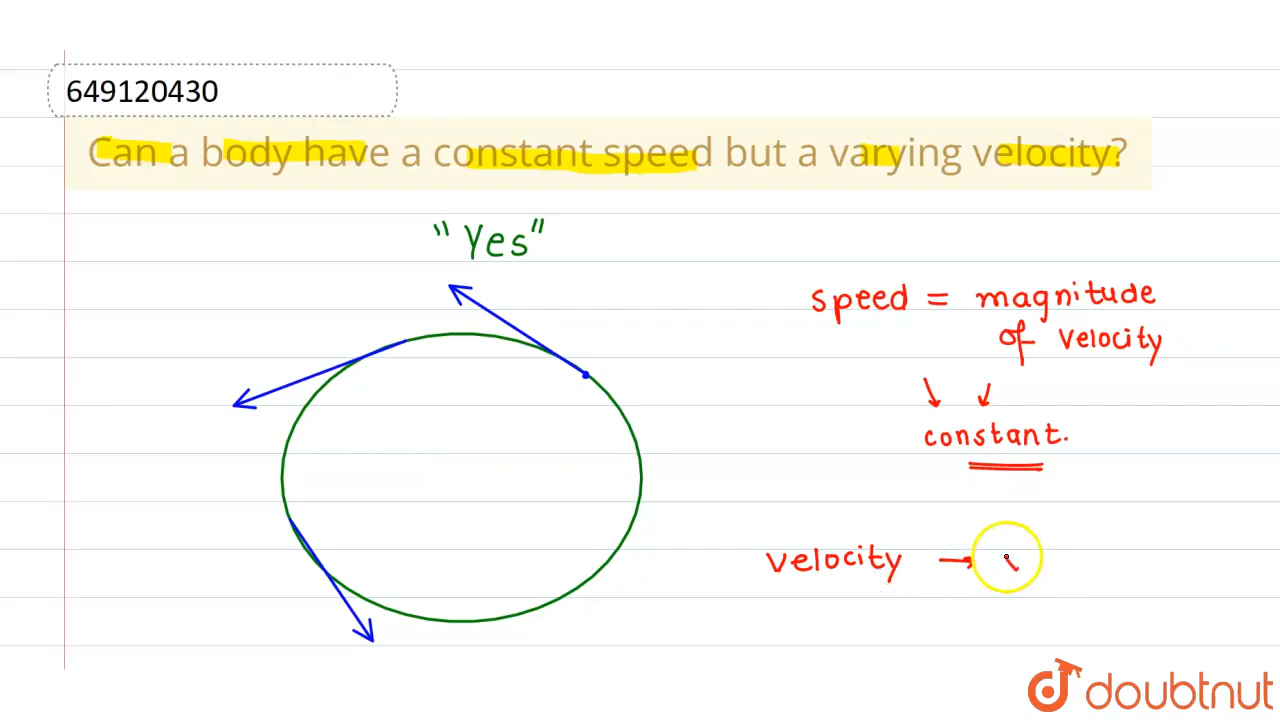 649120430
Can a body have a constant speed but a varying velocity?
"Yes"
speed = magnitude
of velocity
constant.
velocity →
doubtnut